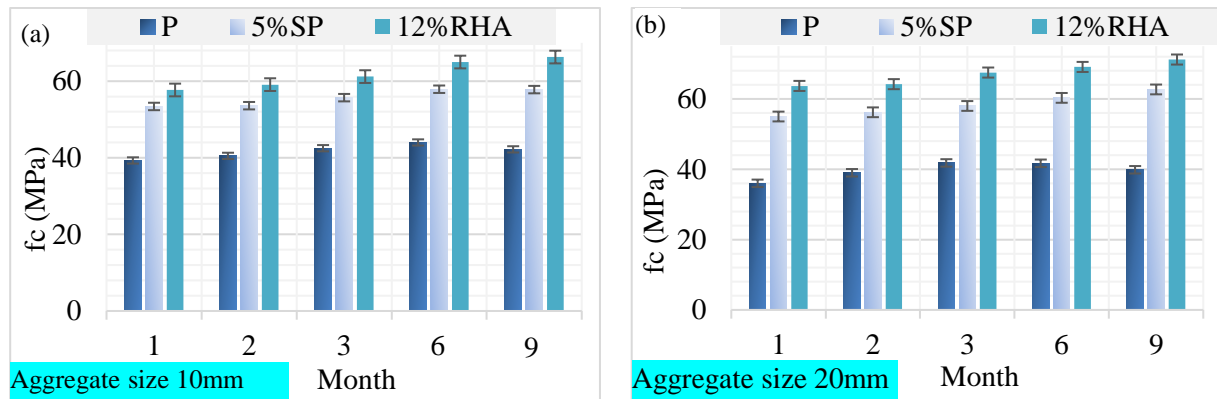 (a) P 5%SP 12%RHA
fc (MPa)
60
40
20
0
1 2 3 6 9
Aggregate size 10mm Month
(b) P 5%SP 12%RHA
fc (MPa)
60
40
20
0
1 2 3 6 9
Aggregate size 20mm Month